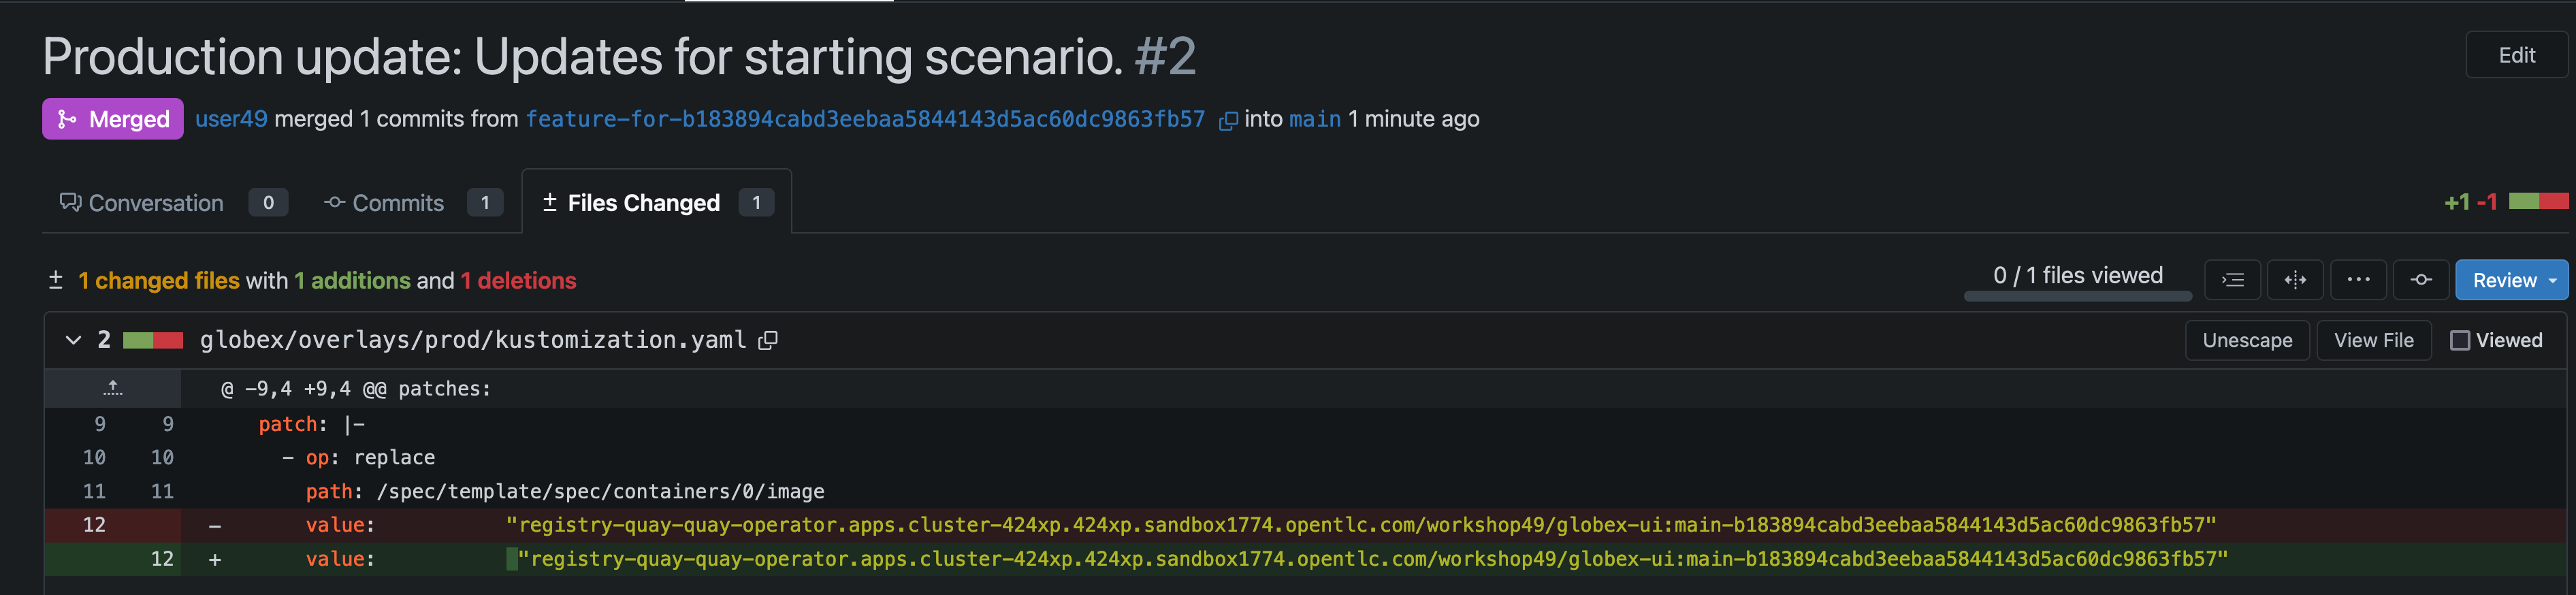 Production update: Updates for starting scenario. #2
Edit
Merged user49 merged 1 commits from feature-for-b183894cabd3eebaa5844143d5ac60dc9863fb57 into main 1 minute ago
Conversation 0 Commits 1 ± Files Changed 1 +1 -1
± 1 changed files with 1 additions and 1 deletions 0 / 1 files viewed Review
2 globex/overlays/prod/kustomization.yaml Unescape View File Viewed
@ -9,4 +9,4 @@ patches:
9 9 patch: |-
10 10 - op: replace
11 11 path: /spec/template/spec/containers/0/image
12 - value: "registry-quay-quay-operator.apps.cluster-424xp.424xp.sandbox1774.opentlc.com/workshop49/globex-ui:main-b183894cabd3eebaa5844143d5ac60dc9863fb57"
12 + value: "registry-quay-quay-operator.apps.cluster-424xp.424xp.sandbox1774.opentlc.com/workshop49/globex-ui:main-b183894cabd3eebaa5844143d5ac60dc9863fb57"